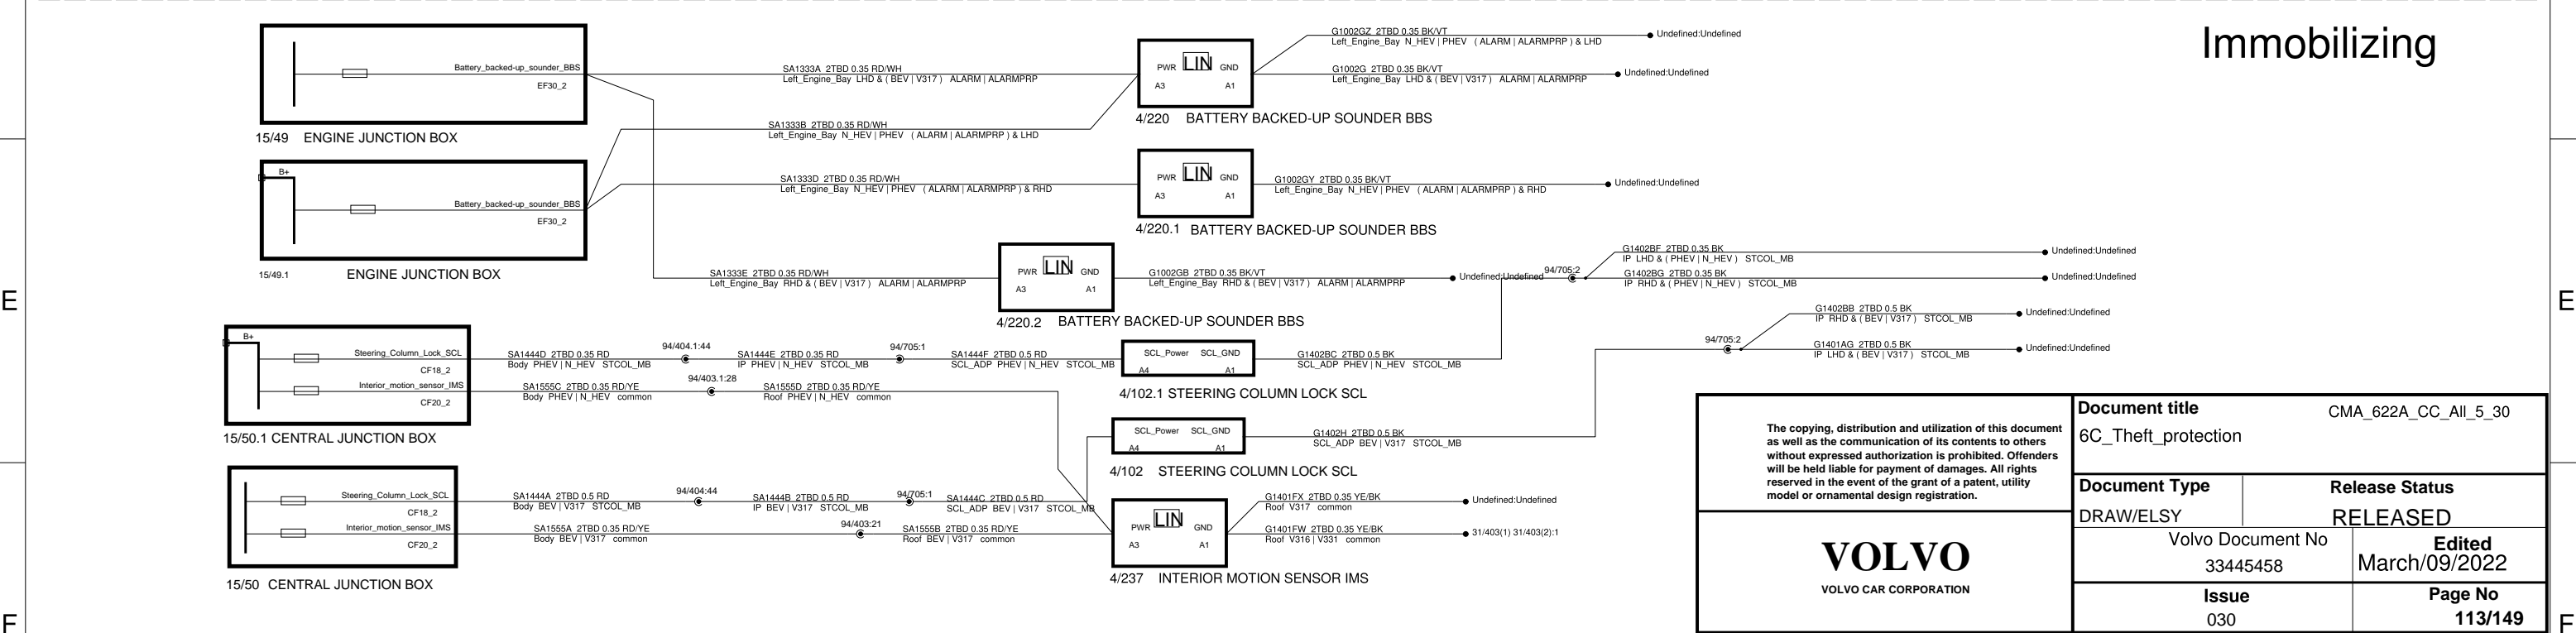 Immobilizing
Battery_backed-up_sounder_BBS
EF30_2
15/49 ENGINE JUNCTION BOX
SA1333A 2TBD 0.35 RD/WH
Left_Engine_Bay LHD & ( BEV | V317 ) ALARM | ALARMPRP
SA1333B 2TBD 0.35 RD/WH
Left_Engine_Bay N_HEV | PHEV ( ALARM | ALARMPRP ) & LHD
PWR LIN GND
A3 A1
4/220 BATTERY BACKED-UP SOUNDER BBS
G1002GZ 2TBD 0.35 BK/VT
Left_Engine_Bay N_HEV | PHEV ( ALARM | ALARMPRP ) & LHD
Undefined:Undefined
G1002G 2TBD 0.35 BK/VT
Left_Engine_Bay LHD & ( BEV | V317 ) ALARM | ALARMPRP
Undefined:Undefined
B+
Battery_backed-up_sounder_BBS
EF30_2
15/49.1 ENGINE JUNCTION BOX
SA1333D 2TBD 0.35 RD/WH
Left_Engine_Bay N_HEV | PHEV ( ALARM | ALARMPRP ) & RHD
PWR LIN GND
A3 A1
4/220.1 BATTERY BACKED-UP SOUNDER BBS
G1002GY 2TBD 0.35 BK/VT
Left_Engine_Bay N_HEV | PHEV ( ALARM | ALARMPRP ) & RHD
Undefined:Undefined
SA1333E 2TBD 0.35 RD/WH
Left_Engine_Bay RHD & ( BEV | V317 ) ALARM | ALARMPRP
PWR LIN GND
A3 A1
4/220.2 BATTERY BACKED-UP SOUNDER BBS
G1002GB 2TBD 0.35 BK/VT
Left_Engine_Bay RHD & ( BEV | V317 ) ALARM | ALARMPRP
Undefined:Undefined
94/705:2
G1402BF 2TBD 0.35 BK
IP LHD & ( PHEV | N_HEV ) STCOL_MB
Undefined:Undefined
G1402BG 2TBD 0.35 BK
IP RHD & ( PHEV | N_HEV ) STCOL_MB
Undefined:Undefined
E
E
B+
Steering_Column_Lock_SCL
CF18_2
Interior_motion_sensor_IMS
CF20_2
15/50.1 CENTRAL JUNCTION BOX
SA1444D 2TBD 0.35 RD
Body PHEV | N_HEV STCOL_MB
94/404.1:44
SA1444E 2TBD 0.35 RD
IP PHEV | N_HEV STCOL_MB
94/705:1
SA1444F 2TBD 0.5 RD
SCL_ADP PHEV | N_HEV STCOL_MB
SCL_Power SCL_GND
A4 A1
4/102.1 STEERING COLUMN LOCK SCL
G1402BC 2TBD 0.5 BK
SCL_ADP PHEV | N_HEV STCOL_MB
94/705:2
G1402BB 2TBD 0.5 BK
IP RHD & ( BEV | V317 ) STCOL_MB
Undefined:Undefined
G1401AG 2TBD 0.5 BK
IP LHD & ( BEV | V317 ) STCOL_MB
Undefined:Undefined
SA1555C 2TBD 0.35 RD/YE
Body PHEV | N_HEV common
94/403.1:28
SA1555D 2TBD 0.35 RD/YE
Roof PHEV | N_HEV common
SCL_Power SCL_GND
A4 A1
4/102 STEERING COLUMN LOCK SCL
G1402H 2TBD 0.5 BK
SCL_ADP BEV | V317 STCOL_MB
Steering_Column_Lock_SCL
CF18_2
Interior_motion_sensor_IMS
CF20_2
15/50 CENTRAL JUNCTION BOX
SA1444A 2TBD 0.5 RD
Body BEV | V317 STCOL_MB
94/404:44
SA1444B 2TBD 0.5 RD
IP BEV | V317 STCOL_MB
94/705:1
SA1444C 2TBD 0.5 RD
SCL_ADP BEV | V317 STCOL_MB
SA1555A 2TBD 0.35 RD/YE
Body BEV | V317 common
94/403:21
SA1555B 2TBD 0.35 RD/YE
Roof BEV | V317 common
PWR LIN GND
A3 A1
4/237 INTERIOR MOTION SENSOR IMS
G1401FX 2TBD 0.35 YE/BK
Roof V317 common
Undefined:Undefined
G1401FW 2TBD 0.35 YE/BK
Roof V316 | V331 common
31/403(1) 31/403(2):1
The copying, distribution and utilization of this document
as well as the communication of its contents to others
without expressed authorization is prohibited. Offenders
will be held liable for payment of damages. All rights
reserved in the event of the grant of a patent, utility
model or ornamental design registration.
VOLVO
VOLVO CAR CORPORATION
Document title CMA_622A_CC_All_5_30
6C_Theft_protection
Document Type Release Status
DRAW/ELSY RELEASED
Volvo Document No Edited
33445458 March/09/2022
Issue Page No
030 113/149
F
F